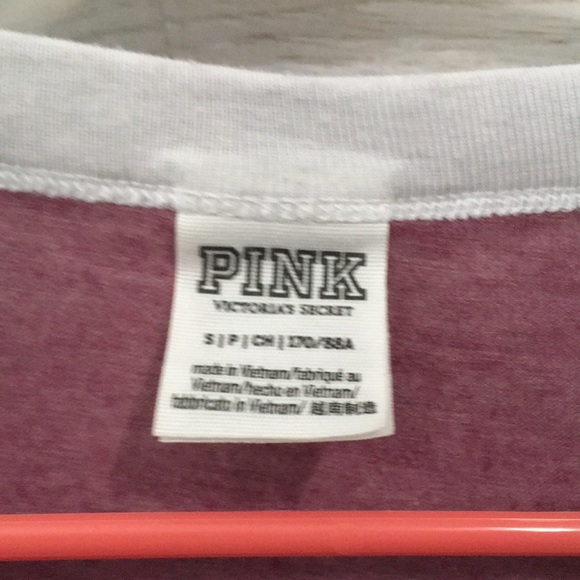 PINK
VICTORIA'S SECRET
S | P | CH | 170/88A
made in Vietnam/fabriqué au
Vietnam/hecho en Vietnam/
fabbricato in Vietnam/ 越南制造